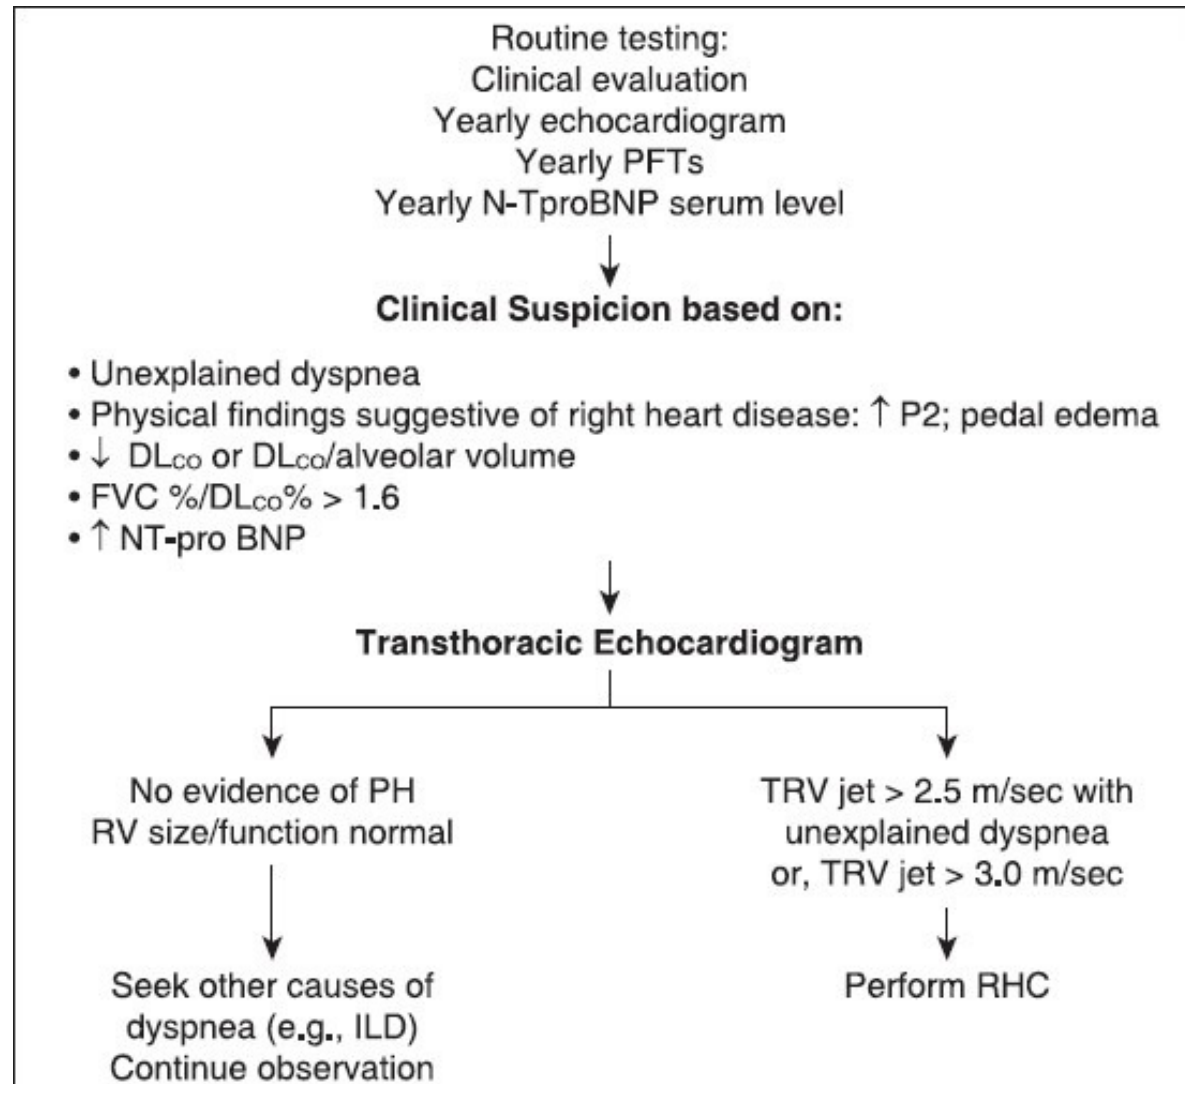 Routine testing:
Clinical evaluation
Yearly echocardiogram
Yearly PFTs
Yearly N-TproBNP serum level
Clinical Suspicion based on:
• Unexplained dyspnea
• Physical findings suggestive of right heart disease: ↑ P2; pedal edema
• ↓ DLco or DLco/alveolar volume
• FVC %/DLco% > 1.6
• ↑ NT-pro BNP
Transthoracic Echocardiogram
No evidence of PH
RV size/function normal
Seek other causes of
dyspnea (e.g., ILD)
Continue observation
TRV jet > 2.5 m/sec with
unexplained dyspnea
or, TRV jet > 3.0 m/sec
Perform RHC